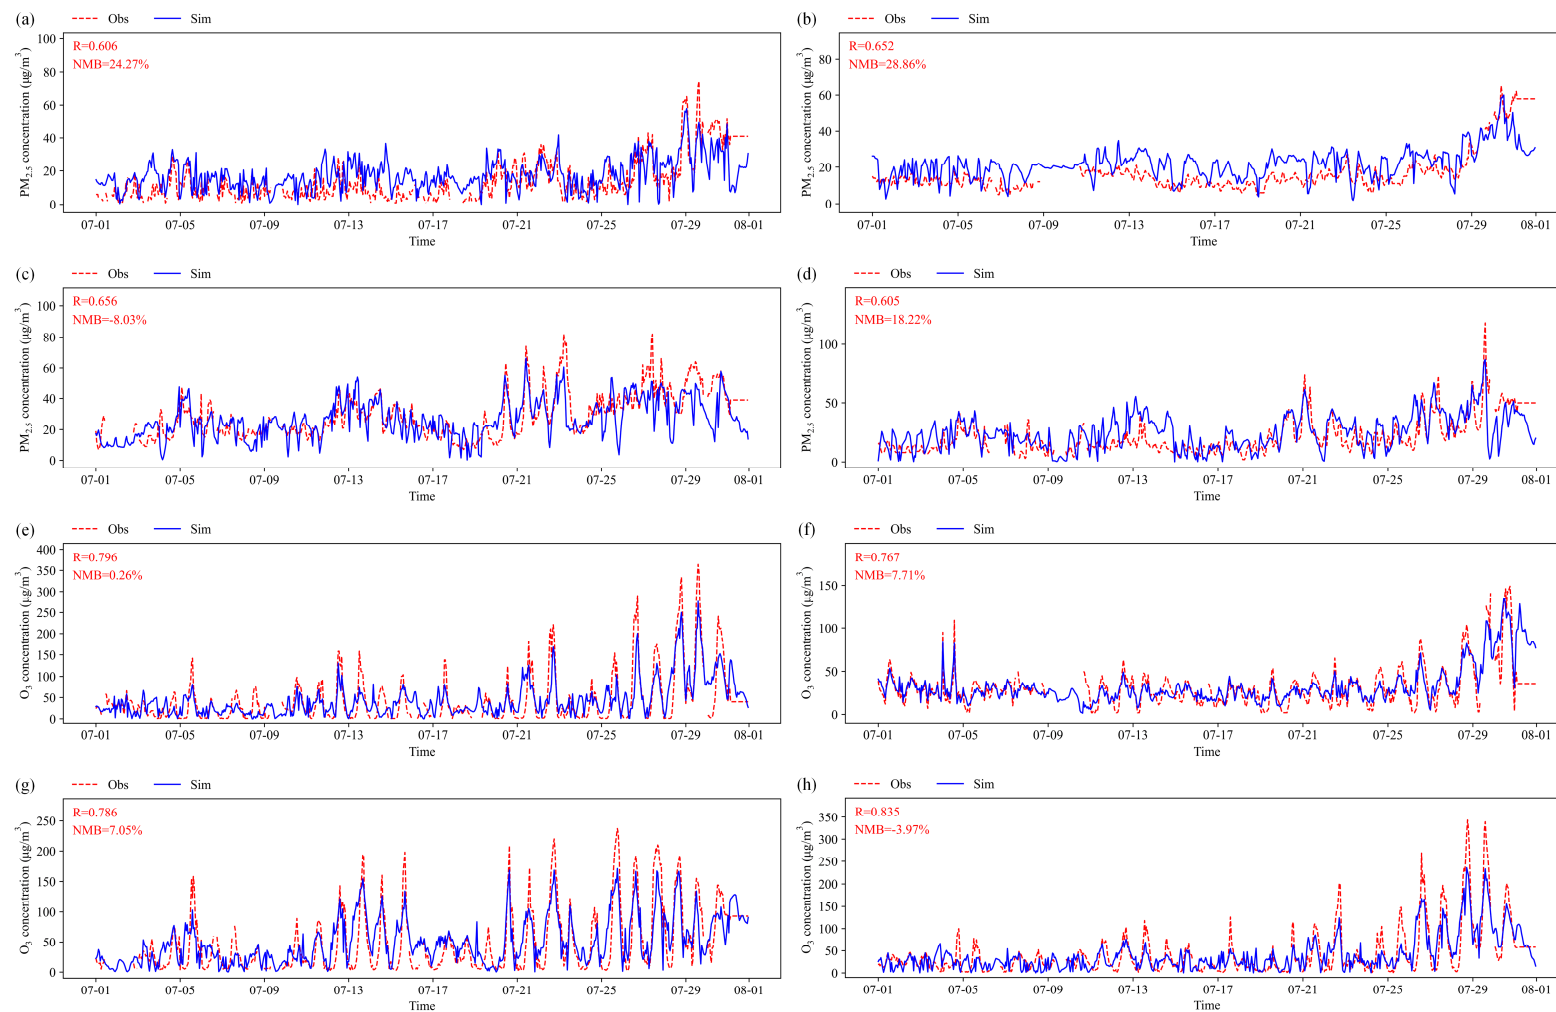 (a) Obs Sim
R=0.606
NMB=24.27%
PM2.5 concentration (μg/m3)
100
80
60
40
20
0
07-01 07-05 07-09 07-13 07-17 07-21 07-25 07-29 08-01
Time
(b) Obs Sim
R=0.652
NMB=28.86%
PM2.5 concentration (μg/m3)
80
60
40
20
0
07-01 07-05 07-09 07-13 07-17 07-21 07-25 07-29 08-01
Time
(c) Obs Sim
R=0.656
NMB=-8.03%
PM2.5 concentration (μg/m3)
100
80
60
40
20
0
07-01 07-05 07-09 07-13 07-17 07-21 07-25 07-29 08-01
Time
(d) Obs Sim
R=0.605
NMB=18.22%
PM2.5 concentration (μg/m3)
100
50
0
07-01 07-05 07-09 07-13 07-17 07-21 07-25 07-29 08-01
Time
(e) Obs Sim
R=0.796
NMB=0.26%
O3 concentration (μg/m3)
400
350
300
250
200
150
100
50
0
07-01 07-05 07-09 07-13 07-17 07-21 07-25 07-29 08-01
Time
(f) Obs Sim
R=0.767
NMB=7.71%
O3 concentration (μg/m3)
150
100
50
0
07-01 07-05 07-09 07-13 07-17 07-21 07-25 07-29 08-01
Time
(g) Obs Sim
R=0.786
NMB=7.05%
O3 concentration (μg/m3)
250
200
150
100
50
0
07-01 07-05 07-09 07-13 07-17 07-21 07-25 07-29 08-01
Time
(h) Obs Sim
R=0.835
NMB=-3.97%
O3 concentration (μg/m3)
350
300
250
200
150
100
50
0
07-01 07-05 07-09 07-13 07-17 07-21 07-25 07-29 08-01
Time